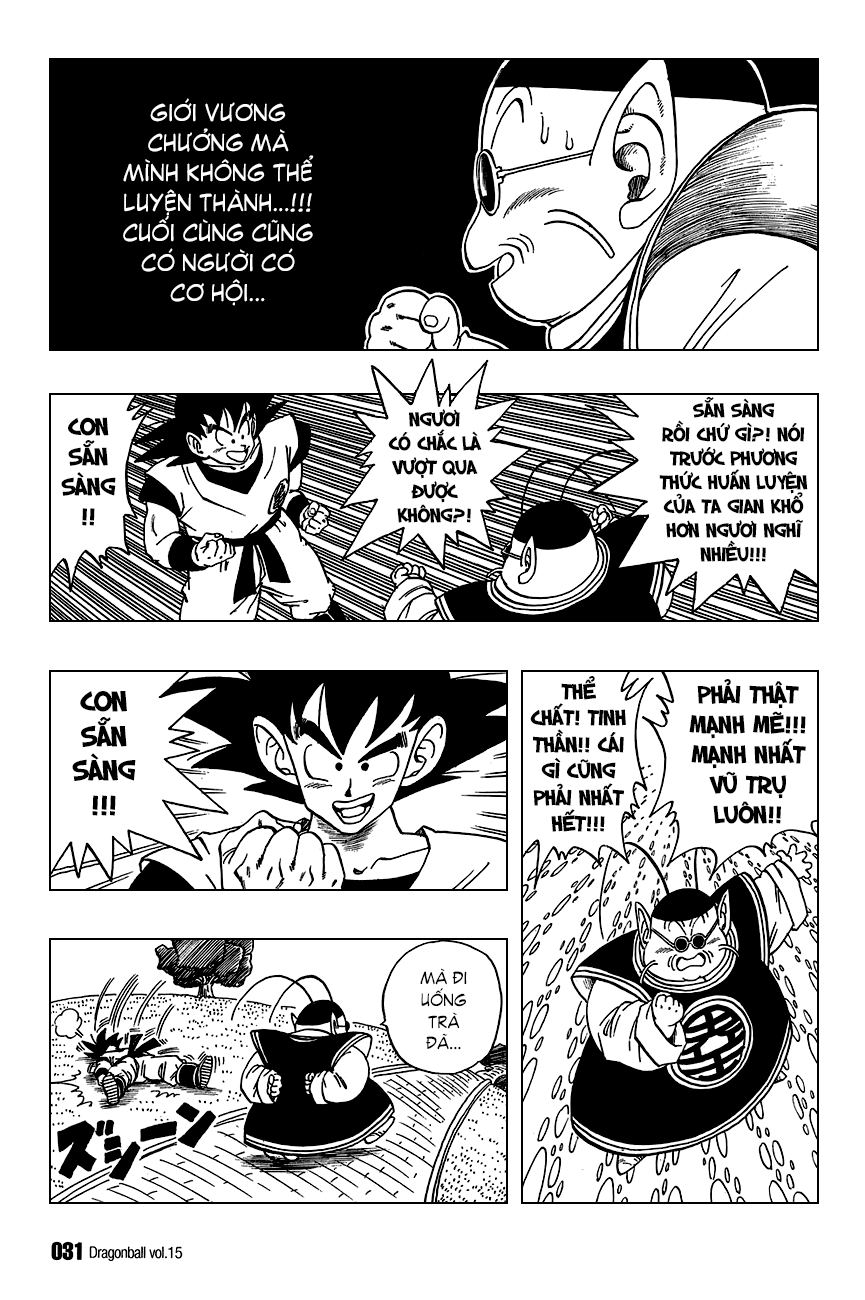 GIỚI VƯƠNG
CHƯỞNG MÀ
MÌNH KHÔNG THỂ
LUYỆN THÀNH...!!!
CUỐI CÙNG CŨNG
CÓ NGƯỜI CÓ
CƠ HỘI...
SẴN SÀNG
RỒI CHỨ GÌ?! NÓI
TRƯỚC PHƯƠNG
THỨC HUẤN LUYỆN
CỦA TA GIAN KHỔ
HƠN NGƯƠI NGHĨ
NHIỀU!!!
NGƯƠI
CÓ CHẮC LÀ
VƯỢT QUA
ĐƯỢC
KHÔNG?!
CON
SẴN
SÀNG
!!
PHẢI THẬT
MẠNH MẼ!!!
MẠNH NHẤT
VŨ TRỤ
LUÔN!!
THỂ
CHẤT! TINH
THẦN!! CÁI
GÌ CŨNG
PHẢI NHẤT
HẾT!!!
CON
SẴN
SÀNG
!!!
MÀ ĐI
UỐNG
TRÀ
ĐÃ...
ズシーン
031 Dragonball vol.15